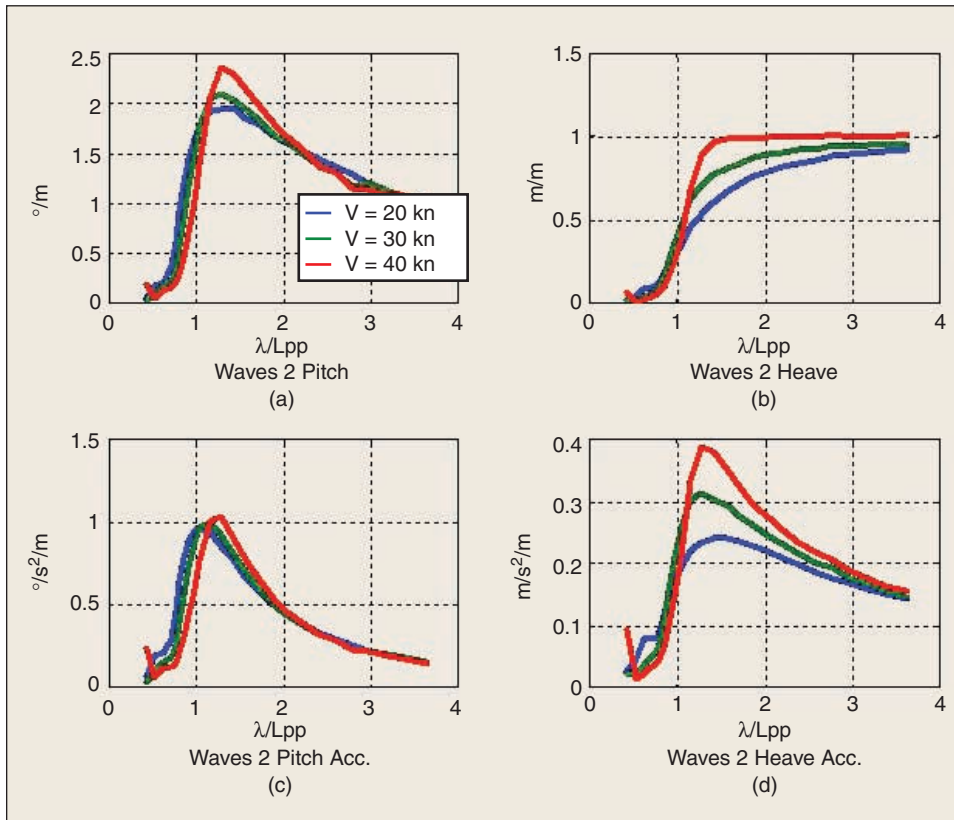 2.5
2
1.5
1
0.5
0
°/m
0 1 2 3 4
λ/Lpp
Waves 2 Pitch
(a)
V = 20 kn
V = 30 kn
V = 40 kn
1.5
1
0.5
0
m/m
0 1 2 3 4
λ/Lpp
Waves 2 Heave
(b)
1.5
1
0.5
0
°/s²/m
0 1 2 3 4
λ/Lpp
Waves 2 Pitch Acc.
(c)
0.4
0.3
0.2
0.1
0
m/s²/m
0 1 2 3 4
λ/Lpp
Waves 2 Heave Acc.
(d)